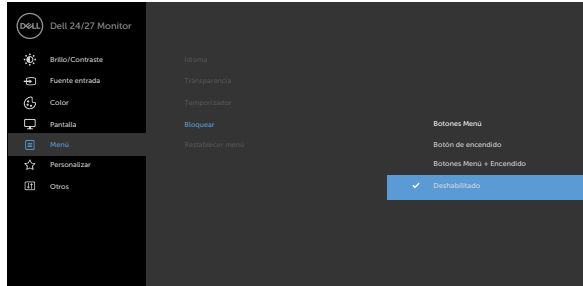 DELL
Dell 24/27 Monitor
Brillo/Contraste
Fuente entrada
Color
Pantalla
Menú
Personalizar
Otros
Idioma
Transparencia
Temporizador
Bloquear
Restablecer menú
Botones Menú
Botón de encendido
Botones Menú + Encendido
Deshabilitado